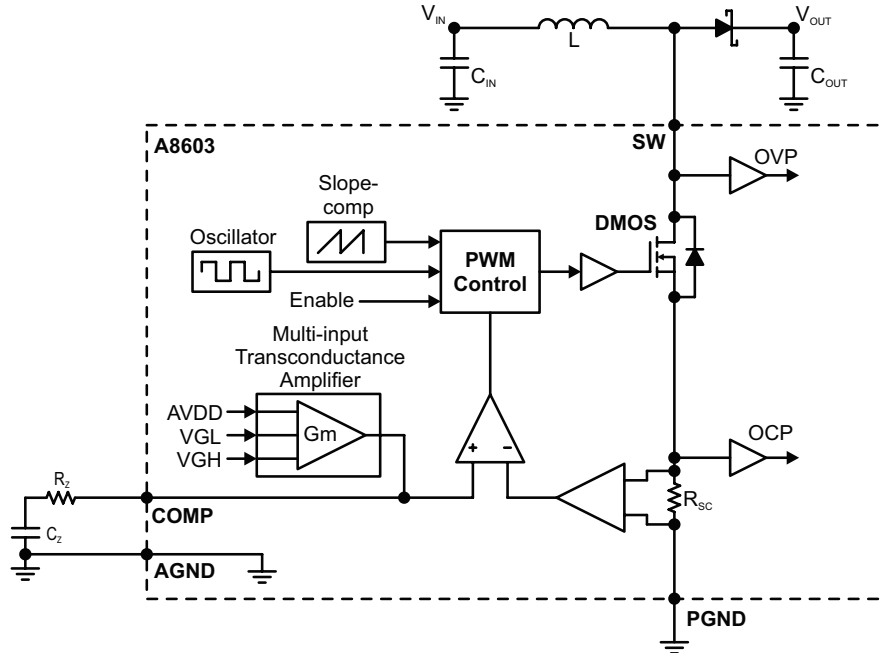 V_IN
L
V_OUT
C_IN
C_OUT
A8603
SW
OVP
Slope-
comp
DMOS
Oscillator
PWM
Control
Enable
Multi-input
Transconductance
Amplifier
AVDD
VGL
VGH
Gm
+ −
OCP
R_Z
R_SC
COMP
C_Z
AGND
PGND